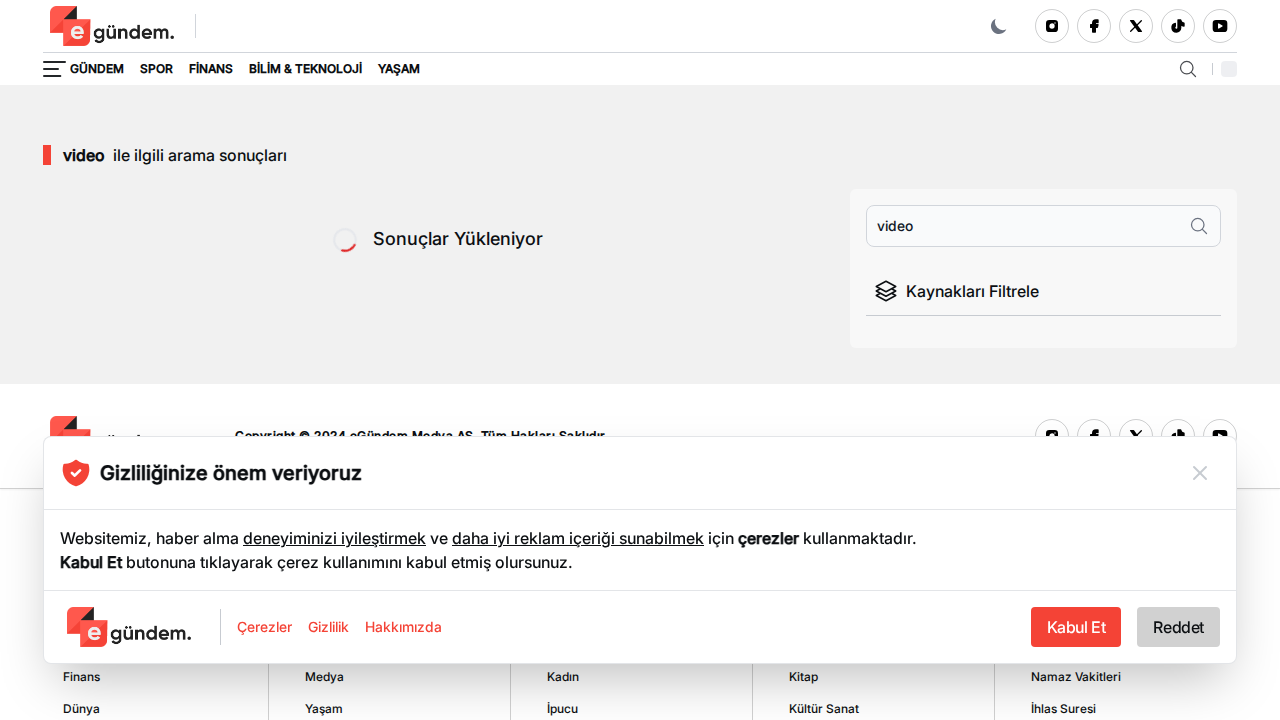 e gündem.
GÜNDEM SPOR FİNANS BİLİM & TEKNOLOJİ YAŞAM
video ile ilgili arama sonuçları
Sonuçlar Yükleniyor
video
Kaynakları Filtrele
Copyright © 2024 eGündem Medya AŞ. Tüm Hakları Saklıdır.
Gizliliğinize önem veriyoruz
Websitemiz, haber alma deneyiminizi iyileştirmek ve daha iyi reklam içeriği sunabilmek için çerezler kullanmaktadır.
Kabul Et butonuna tıklayarak çerez kullanımını kabul etmiş olursunuz.
e gündem.
Çerezler Gizlilik Hakkımızda
Kabul Et Reddet
Finans Medya Kadın Kitap Namaz Vakitleri
Dünya Yaşam İpucu Kültür Sanat İhlas Suresi